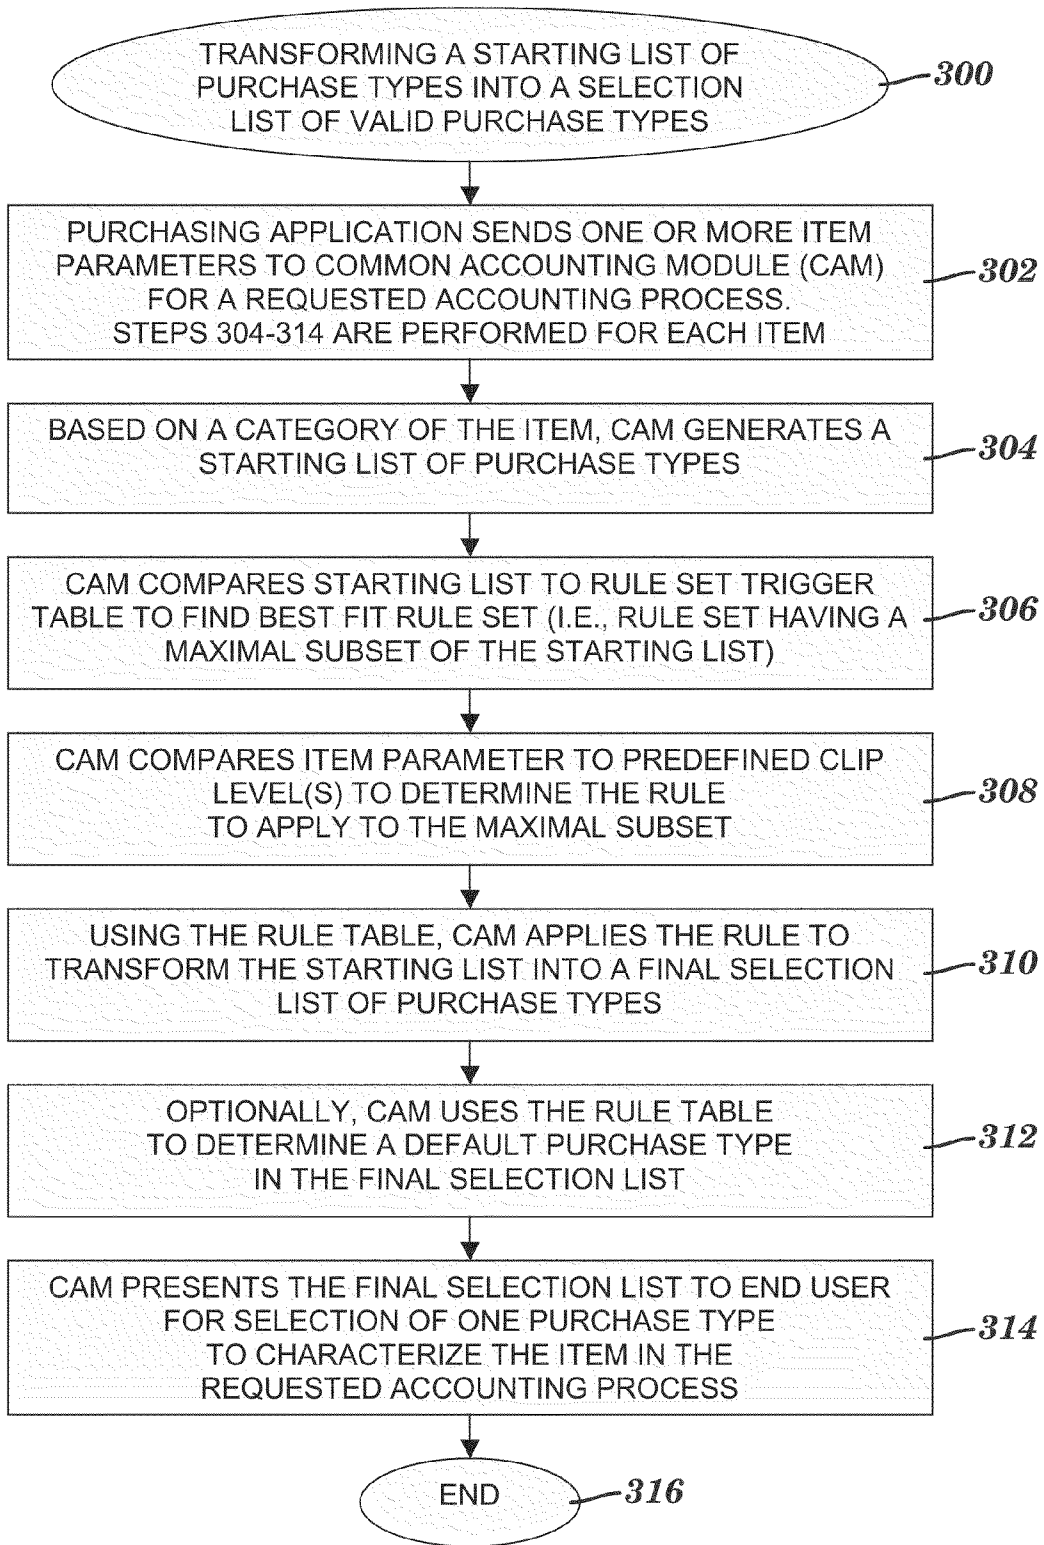 TRANSFORMING A STARTING LIST OF
PURCHASE TYPES INTO A SELECTION
LIST OF VALID PURCHASE TYPES
300
PURCHASING APPLICATION SENDS ONE OR MORE ITEM
PARAMETERS TO COMMON ACCOUNTING MODULE (CAM)
FOR A REQUESTED ACCOUNTING PROCESS.
STEPS 304-314 ARE PERFORMED FOR EACH ITEM
302
BASED ON A CATEGORY OF THE ITEM, CAM GENERATES A
STARTING LIST OF PURCHASE TYPES
304
CAM COMPARES STARTING LIST TO RULE SET TRIGGER
TABLE TO FIND BEST FIT RULE SET (I.E., RULE SET HAVING A
MAXIMAL SUBSET OF THE STARTING LIST)
306
CAM COMPARES ITEM PARAMETER TO PREDEFINED CLIP
LEVEL(S) TO DETERMINE THE RULE
TO APPLY TO THE MAXIMAL SUBSET
308
USING THE RULE TABLE, CAM APPLIES THE RULE TO
TRANSFORM THE STARTING LIST INTO A FINAL SELECTION
LIST OF PURCHASE TYPES
310
OPTIONALLY, CAM USES THE RULE TABLE
TO DETERMINE A DEFAULT PURCHASE TYPE
IN THE FINAL SELECTION LIST
312
CAM PRESENTS THE FINAL SELECTION LIST TO END USER
FOR SELECTION OF ONE PURCHASE TYPE
TO CHARACTERIZE THE ITEM IN THE
REQUESTED ACCOUNTING PROCESS
314
END
316